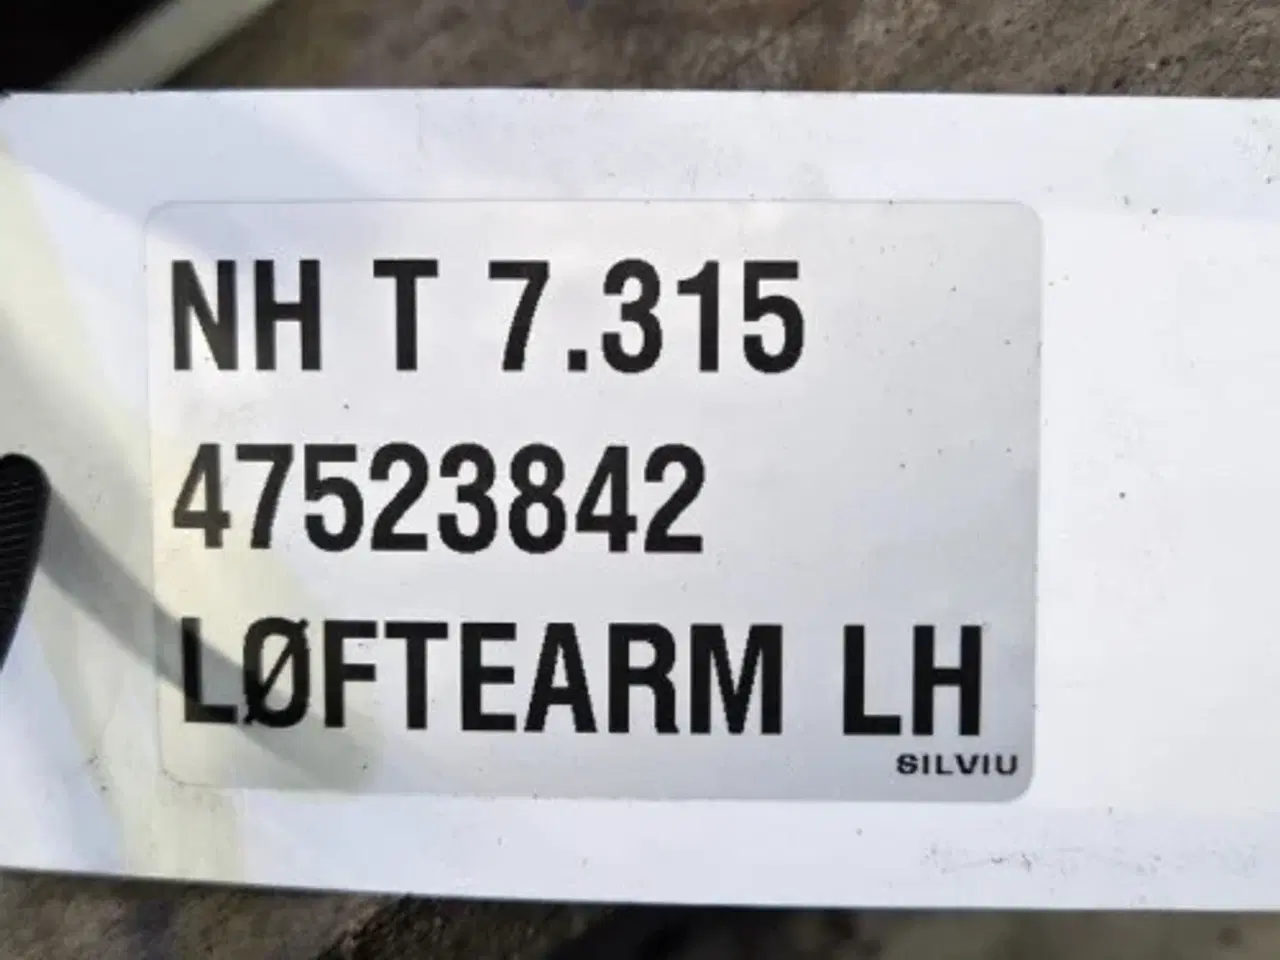 NH T 7.315
47523842
LØFTEARM LH
SILVIU